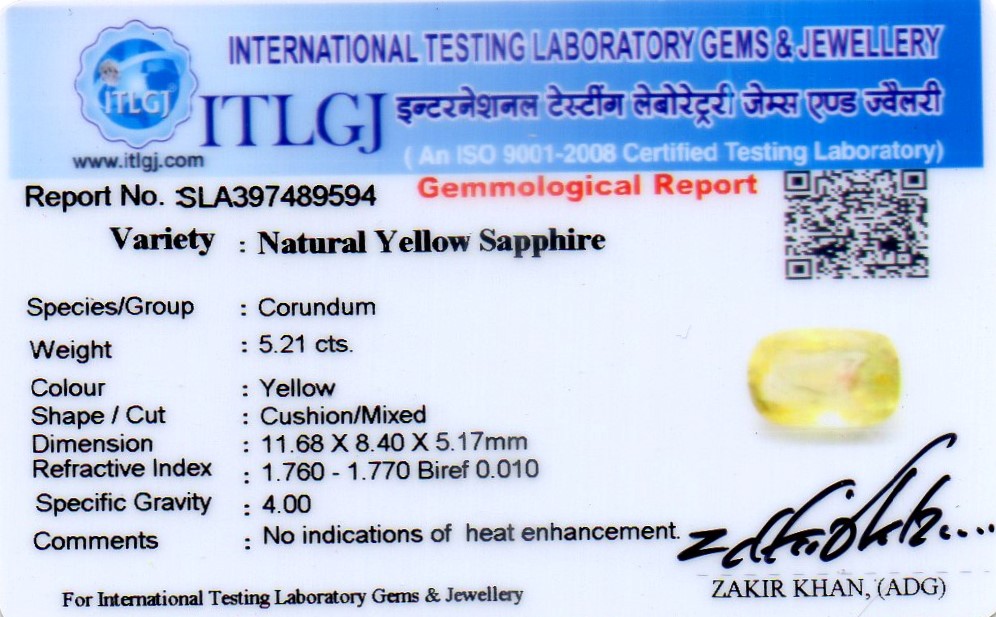 INTERNATIONAL TESTING LABORATORY GEMS & JEWELLERY
ITLGJ
ITLGJ
इन्टरनेशनल टेस्टींग लेबोरेट्ररी जेम्स एण्ड ज्वैलरी
www.itlgj.com
( An ISO 9001-2008 Certified Testing Laboratory)
Report No. :SLA397489594
Gemmological Report
Variety : Natural Yellow Sapphire
Species/Group : Corundum
Weight : 5.21 cts.
Colour : Yellow
Shape / Cut : Cushion/Mixed
Dimension : 11.68 X 8.40 X 5.17mm
Refractive Index : 1.760 - 1.770 Biref 0.010
Specific Gravity : 4.00
Comments : No indications of heat enhancement.
ZAKIR KHAN, (ADG)
For International Testing Laboratory Gems & Jewellery